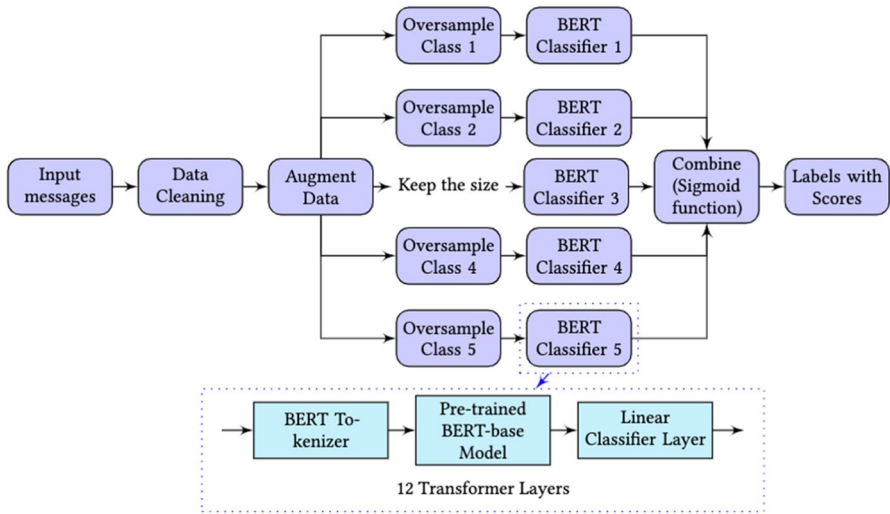 Oversample
Class 1
BERT
Classifier 1
Oversample
Class 2
BERT
Classifier 2
Input
messages
Data
Cleaning
Augment
Data
Keep the size
BERT
Classifier 3
Combine
(Sigmoid
function)
Labels with
Scores
Oversample
Class 4
BERT
Classifier 4
Oversample
Class 5
BERT
Classifier 5
BERT To-
kenizer
Pre-trained
BERT-base
Model
Linear
Classifier Layer
12 Transformer Layers